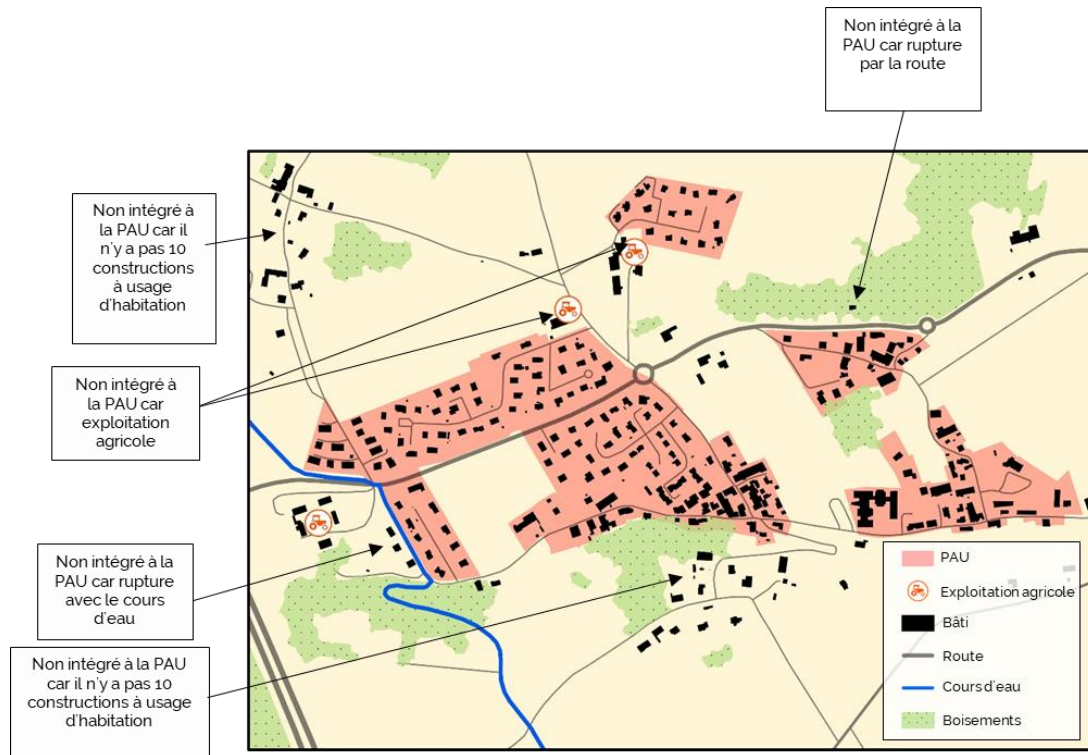 Non intégré à la
PAU car rupture
par la route
Non intégré à
la PAU car il
n'y a pas 10
constructions
à usage
d'habitation
Non intégré à
la PAU car
exploitation
agricole
Non intégré à la
PAU car rupture
avec le cours
d'eau
Non intégré à la PAU
car il n'y a pas 10
constructions à usage
d'habitation
PAU
Exploitation agricole
Bâti
Route
Cours d'eau
Boisements